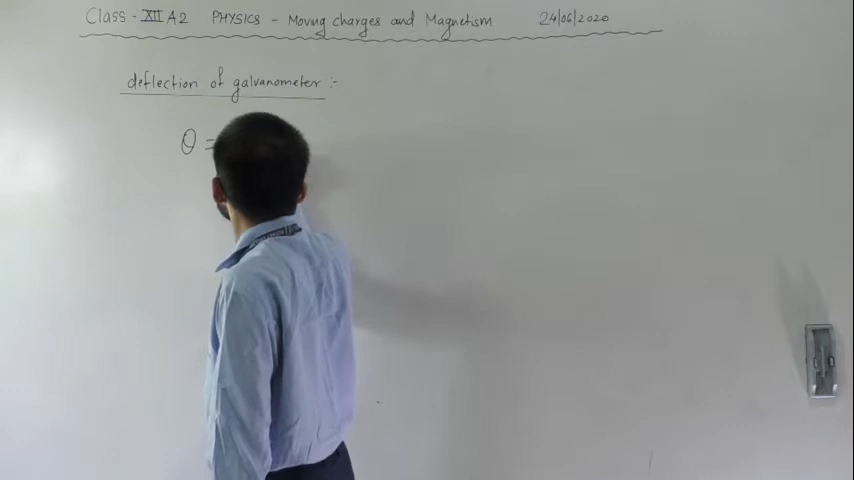 Class - XII A2 PHYSICS - Moving charges and Magnetism 24/06/2020
deflection of galvanometer :-
θ =